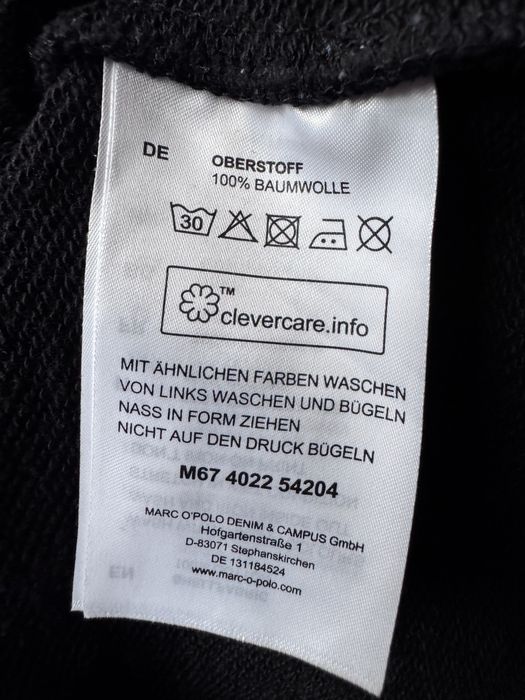 DE OBERSTOFF
100% BAUMWOLLE
30
™
clevercare.info
MIT ÄHNLICHEN FARBEN WASCHEN
VON LINKS WASCHEN UND BÜGELN
NASS IN FORM ZIEHEN
NICHT AUF DEN DRUCK BÜGELN
M67 4022 54204
MARC O'POLO DENIM & CAMPUS GmbH
Hofgartenstraße 1
D-83071 Stephanskirchen
DE 131184524
www.marc-o-polo.com